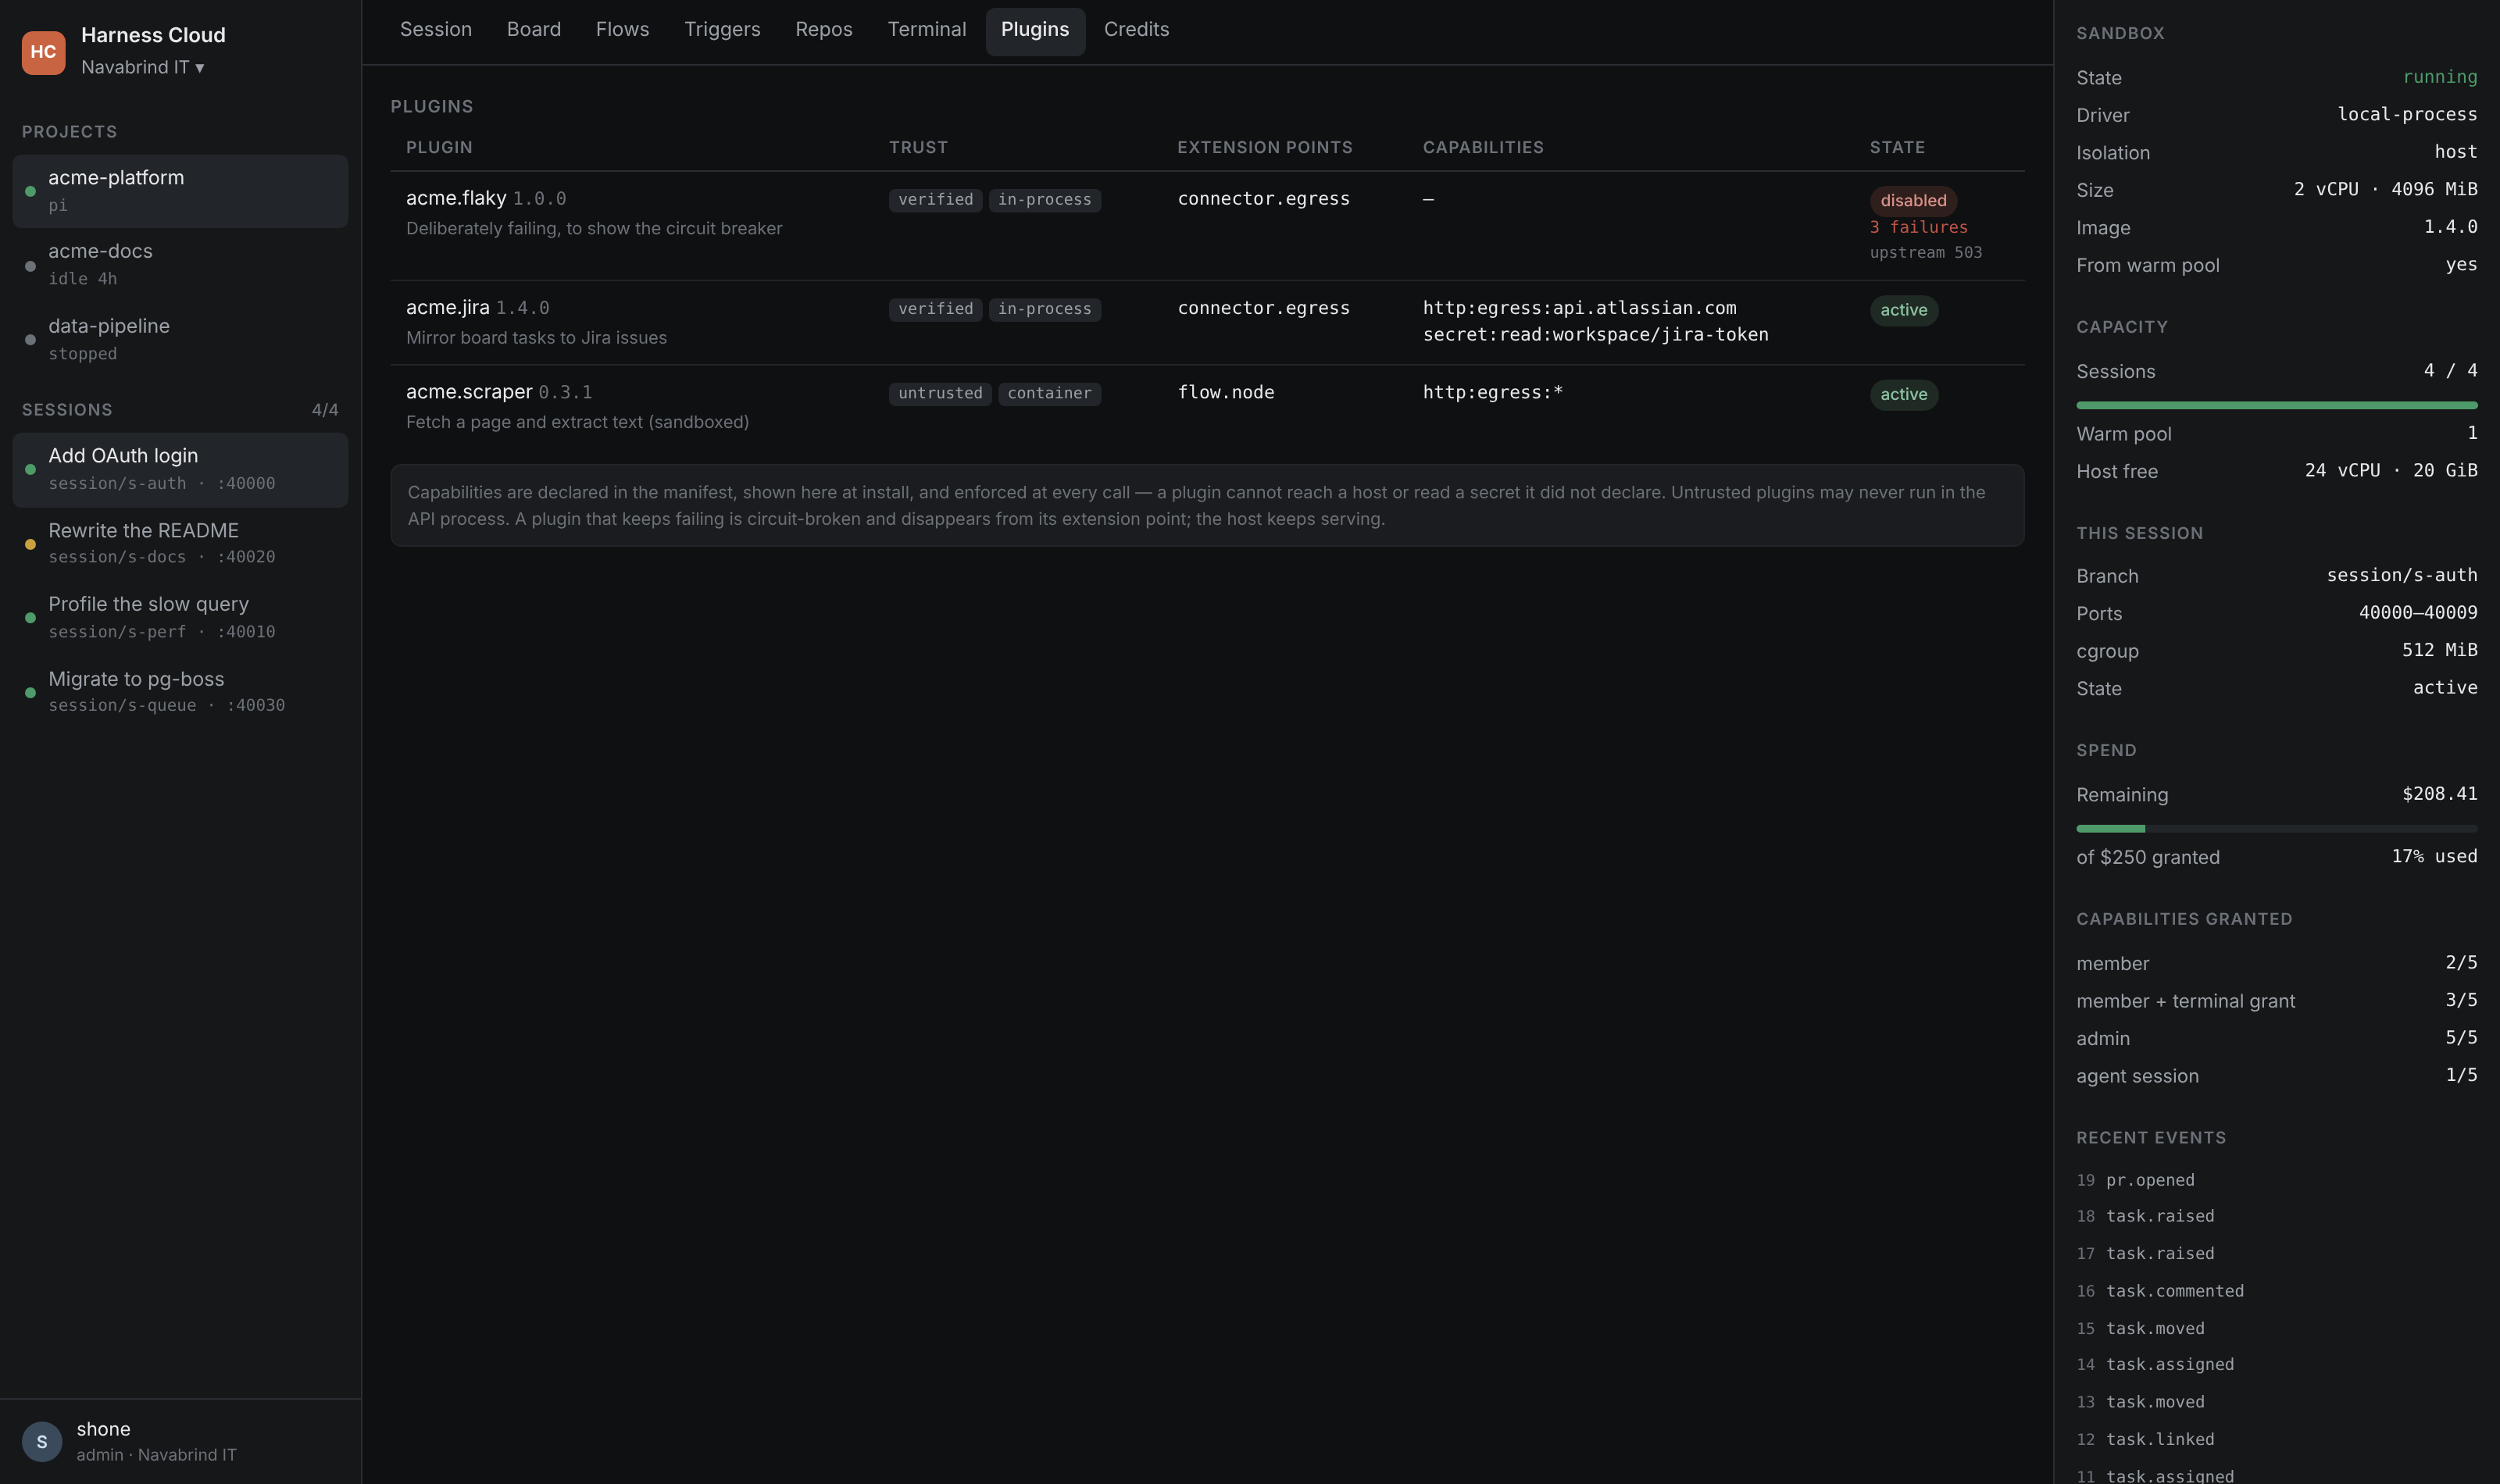 HC
Harness Cloud
Navabrind IT ▾
PROJECTS
acme-platform
pi
acme-docs
idle 4h
data-pipeline
stopped
SESSIONS 4/4
Add OAuth login
session/s-auth · :40000
Rewrite the README
session/s-docs · :40020
Profile the slow query
session/s-perf · :40010
Migrate to pg-boss
session/s-queue · :40030
S
shone
admin · Navabrind IT
Session Board Flows Triggers Repos Terminal Plugins Credits
PLUGINS
PLUGIN TRUST EXTENSION POINTS CAPABILITIES STATE
acme.flaky 1.0.0 verified in-process connector.egress — disabled
Deliberately failing, to show the circuit breaker 3 failures
upstream 503
acme.jira 1.4.0 verified in-process connector.egress http:egress:api.atlassian.com active
Mirror board tasks to Jira issues secret:read:workspace/jira-token
acme.scraper 0.3.1 untrusted container flow.node http:egress:* active
Fetch a page and extract text (sandboxed)
Capabilities are declared in the manifest, shown here at install, and enforced at every call — a plugin cannot reach a host or read a secret it did not declare. Untrusted plugins may never run in the
API process. A plugin that keeps failing is circuit-broken and disappears from its extension point; the host keeps serving.
SANDBOX
State running
Driver local-process
Isolation host
Size 2 vCPU · 4096 MiB
Image 1.4.0
From warm pool yes
CAPACITY
Sessions 4 / 4
Warm pool 1
Host free 24 vCPU · 20 GiB
THIS SESSION
Branch session/s-auth
Ports 40000–40009
cgroup 512 MiB
State active
SPEND
Remaining $208.41
of $250 granted 17% used
CAPABILITIES GRANTED
member 2/5
member + terminal grant 3/5
admin 5/5
agent session 1/5
RECENT EVENTS
19 pr.opened
18 task.raised
17 task.raised
16 task.commented
15 task.moved
14 task.assigned
13 task.moved
12 task.linked
11 task.assigned